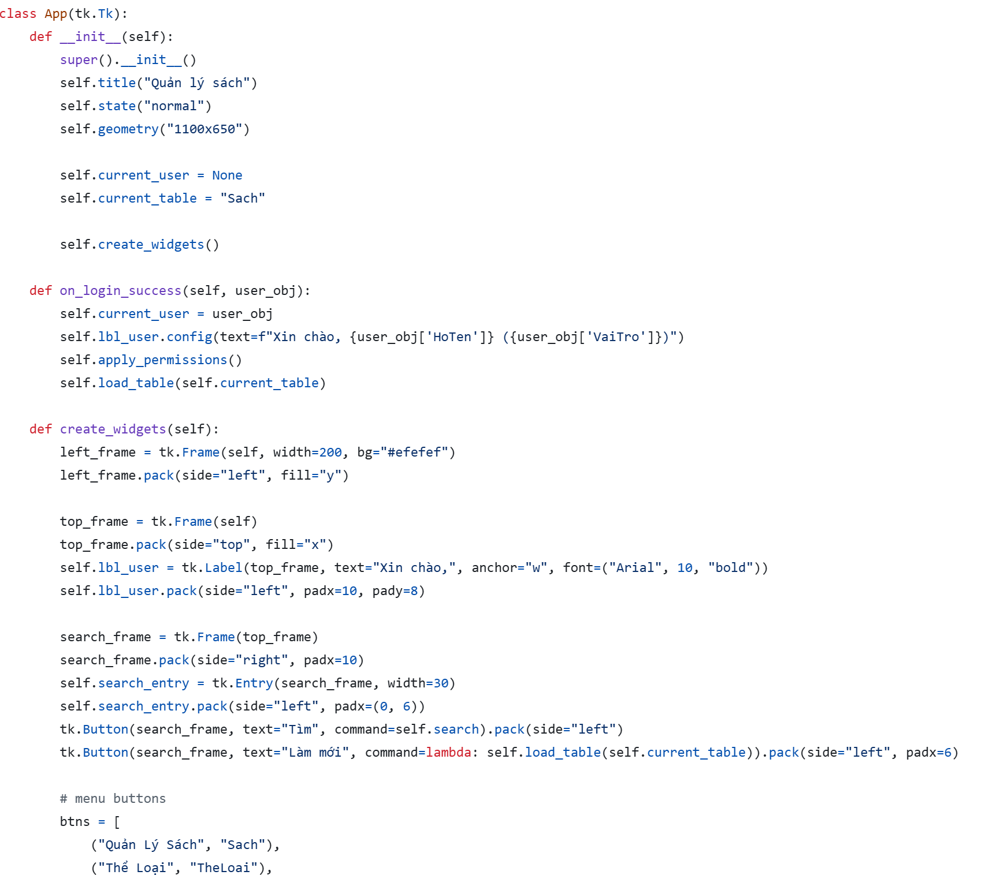 class App(tk.Tk):
    def __init__(self):
        super().__init__()
        self.title("Quản lý sách")
        self.state("normal")
        self.geometry("1100x650")

        self.current_user = None
        self.current_table = "Sach"

        self.create_widgets()

    def on_login_success(self, user_obj):
        self.current_user = user_obj
        self.lbl_user.config(text=f"Xin chào, {user_obj['HoTen']} ({user_obj['VaiTro']})")
        self.apply_permissions()
        self.load_table(self.current_table)

    def create_widgets(self):
        left_frame = tk.Frame(self, width=200, bg="#efefef")
        left_frame.pack(side="left", fill="y")

        top_frame = tk.Frame(self)
        top_frame.pack(side="top", fill="x")
        self.lbl_user = tk.Label(top_frame, text="Xin chào,", anchor="w", font=("Arial", 10, "bold"))
        self.lbl_user.pack(side="left", padx=10, pady=8)

        search_frame = tk.Frame(top_frame)
        search_frame.pack(side="right", padx=10)
        self.search_entry = tk.Entry(search_frame, width=30)
        self.search_entry.pack(side="left", padx=(0, 6))
        tk.Button(search_frame, text="Tìm", command=self.search).pack(side="left")
        tk.Button(search_frame, text="Làm mới", command=lambda: self.load_table(self.current_table)).pack(side="left", padx=6)

        # menu buttons
        btns = [
            ("Quản Lý Sách", "Sach"),
            ("Thể Loại", "TheLoai"),